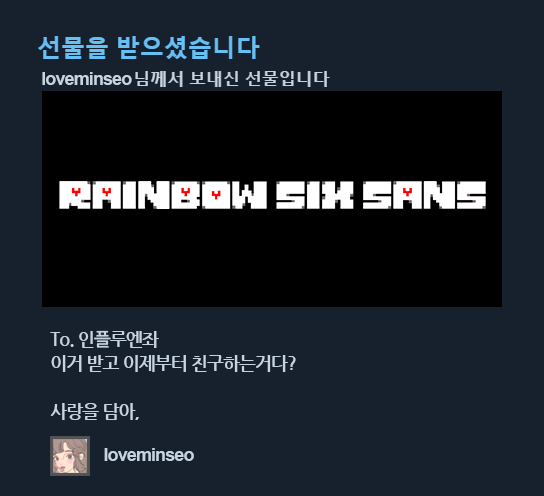 선물을 받으셨습니다
loveminseo님께서 보내신 선물입니다
RAINBOW SIX SANS
To. 인플루엔좌
이거 받고 이제부터 친구하는거다?
사랑을 담아,
loveminseo